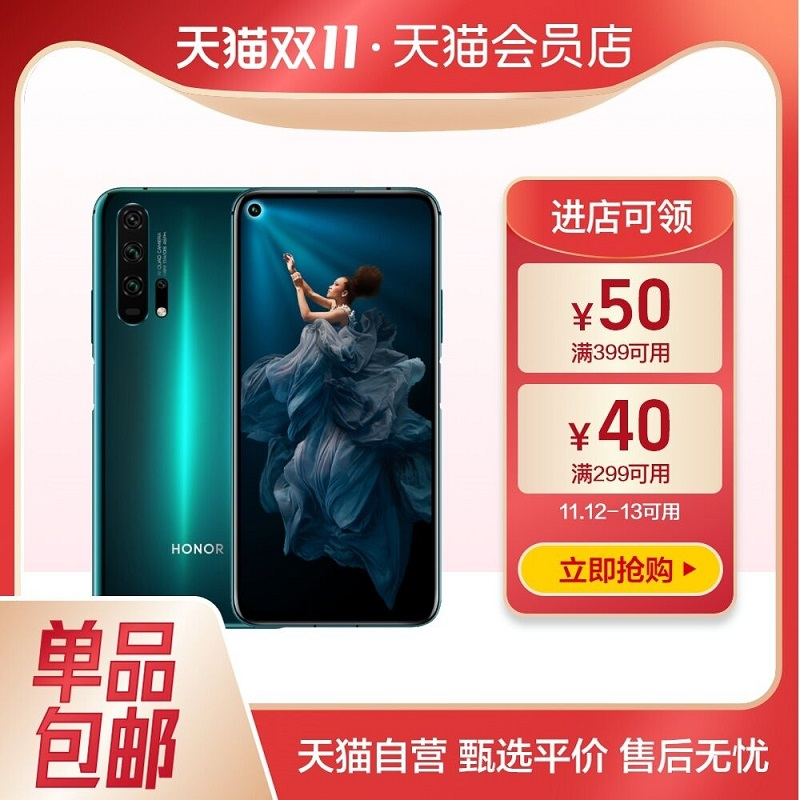 天猫双11·天猫会员店
进店可领
¥50
满399可用
¥40
满299可用
11.12-13可用
立即抢购
HONOR
单品
包邮
天猫自营 甄选平价 售后无忧